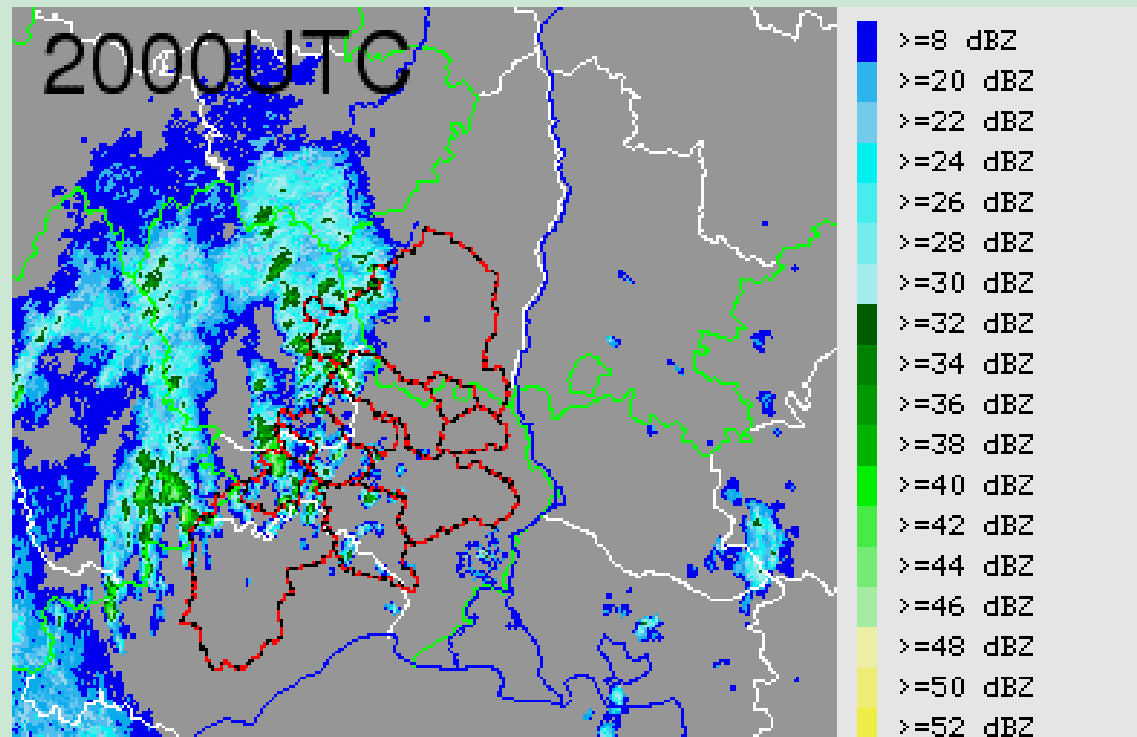 2000UTC
>=8 dBZ
>=20 dBZ
>=22 dBZ
>=24 dBZ
>=26 dBZ
>=28 dBZ
>=30 dBZ
>=32 dBZ
>=34 dBZ
>=36 dBZ
>=38 dBZ
>=40 dBZ
>=42 dBZ
>=44 dBZ
>=46 dBZ
>=48 dBZ
>=50 dBZ
>=52 dBZ